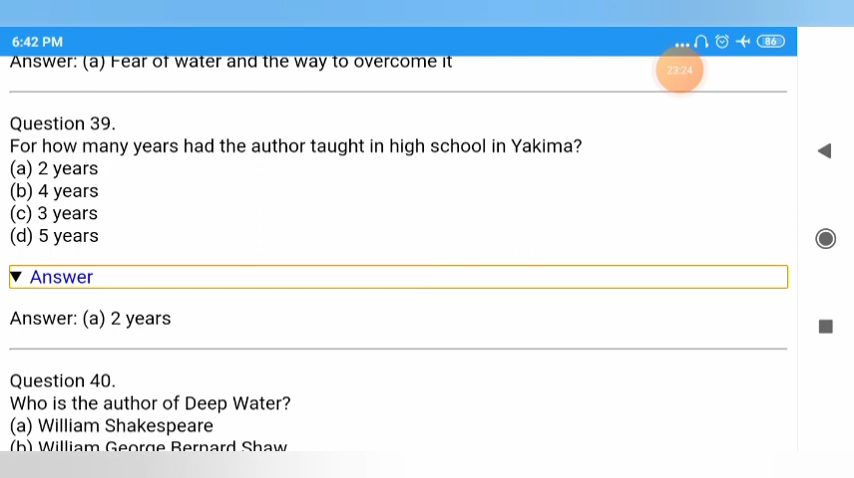 6:42 PM
86
Answer: (a) Fear of water and the way to overcome it
23:24
Question 39.
For how many years had the author taught in high school in Yakima?
(a) 2 years
(b) 4 years
(c) 3 years
(d) 5 years
Answer
Answer: (a) 2 years
Question 40.
Who is the author of Deep Water?
(a) William Shakespeare
(b) William George Bernard Shaw